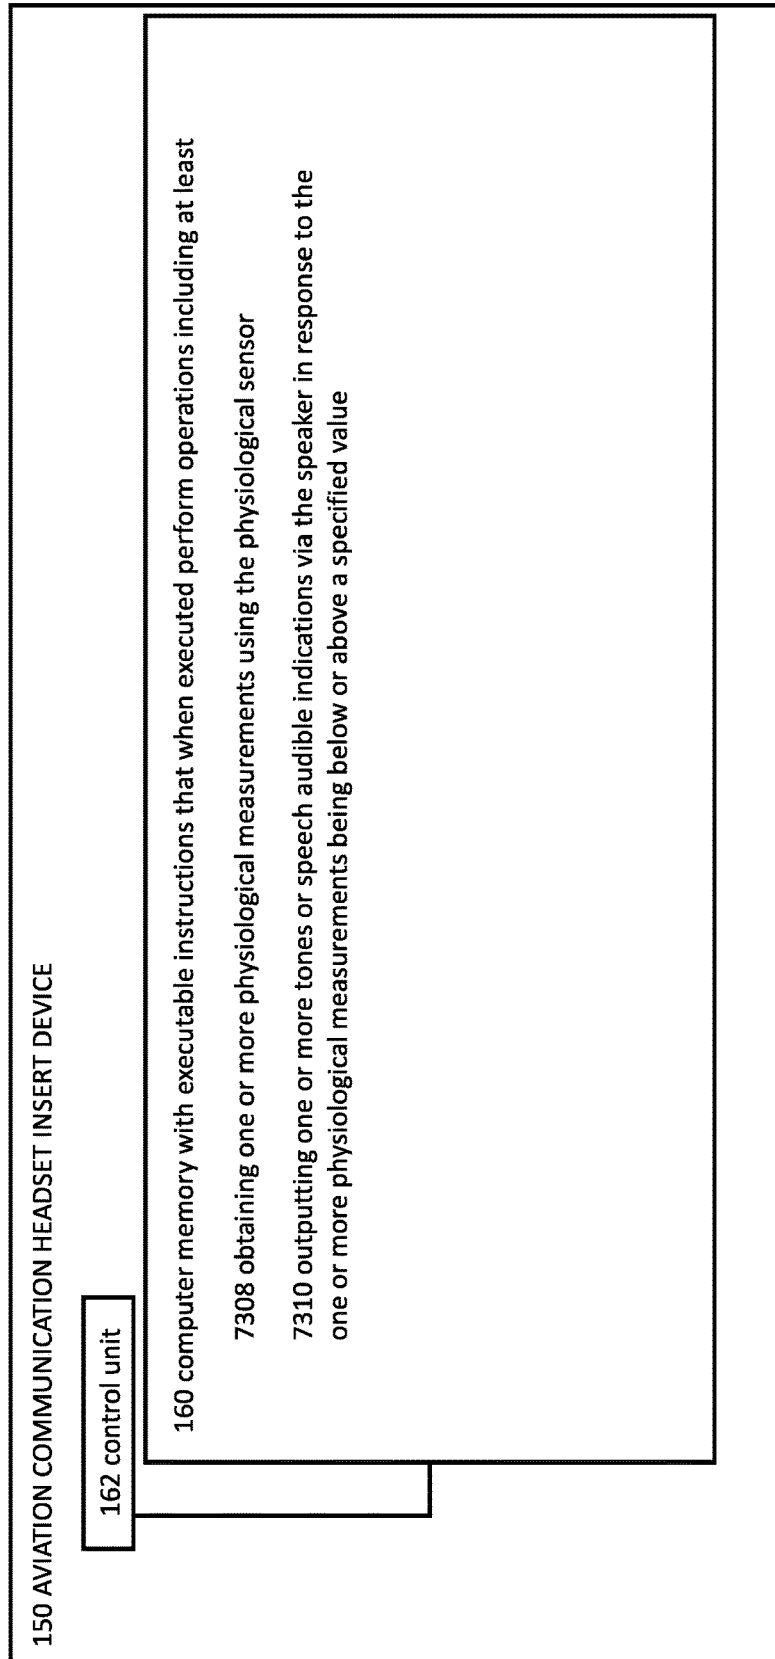 150 AVIATION COMMUNICATION HEADSET INSERT DEVICE
162 control unit
160 computer memory with executable instructions that when executed perform operations including at least
7308 obtaining one or more physiological measurements using the physiological sensor
7310 outputting one or more tones or speech audible indications via the speaker in response to the
one or more physiological measurements being below or above a specified value